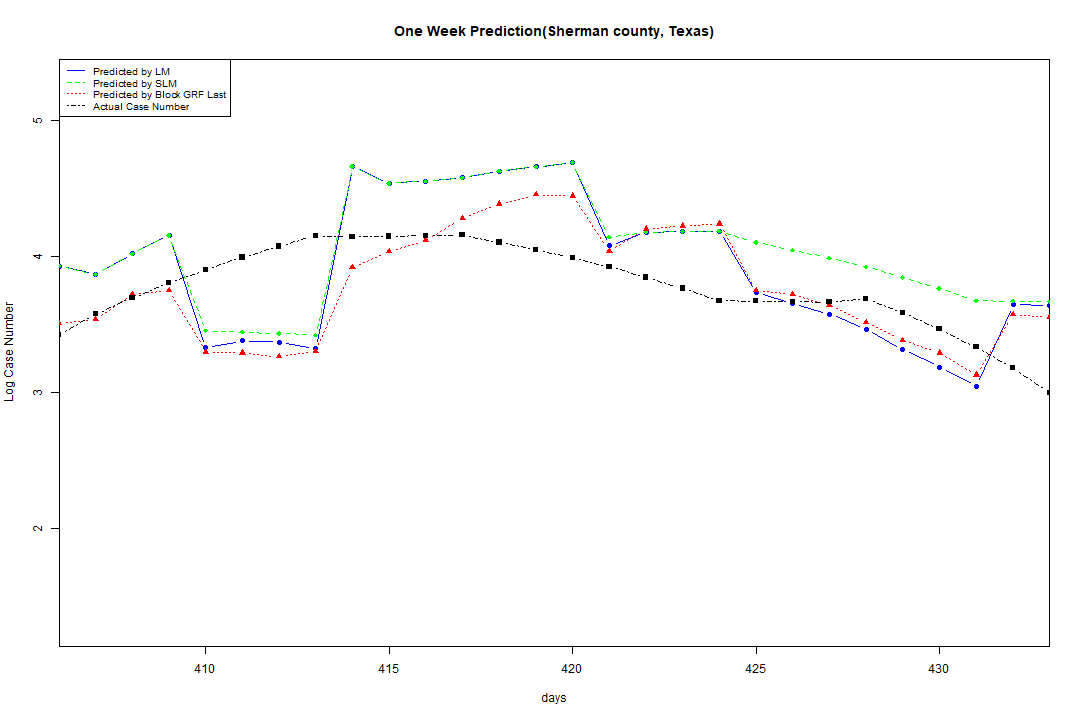 One Week Prediction(Sherman county, Texas)
Predicted by LM
Predicted by SLM
Predicted by Block GRF Last
Actual Case Number
5
4
3
2
Log Case Number
410 415 420 425 430
days